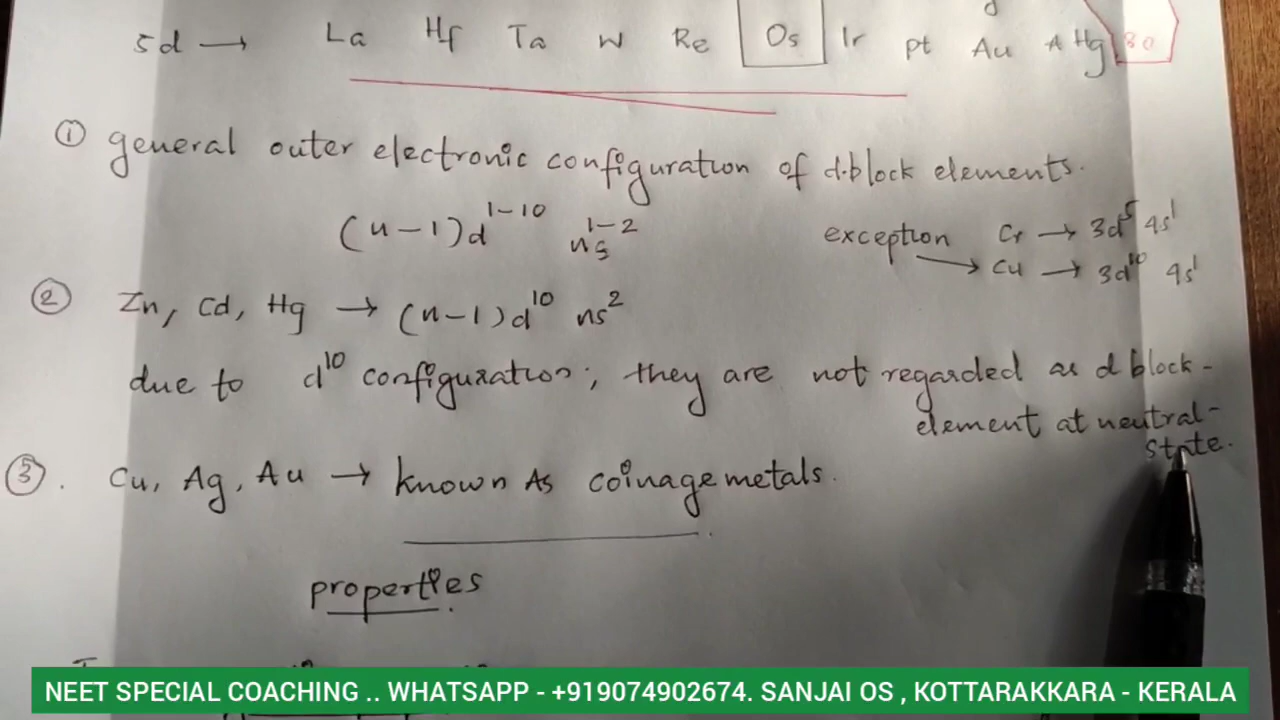 5d → La Hf Ta W Re Os Ir pt Au A Hg 80
① general outer electronic configuration of d.block elements.
(n-1)d¹⁻¹⁰ ns¹⁻²
exception Cr → 3d⁵ 4s¹
→ Cu → 3d¹⁰ 4s¹
② Zn, Cd, Hg → (n-1)d¹⁰ ns²
due to d¹⁰ configuration; they are not regarded as d block-
element at neutral-
state.
③. Cu, Ag, Au → known As coinage metals.
properties
NEET SPECIAL COACHING .. WHATSAPP - +919074902674. SANJAI OS , KOTTARAKKARA - KERALA